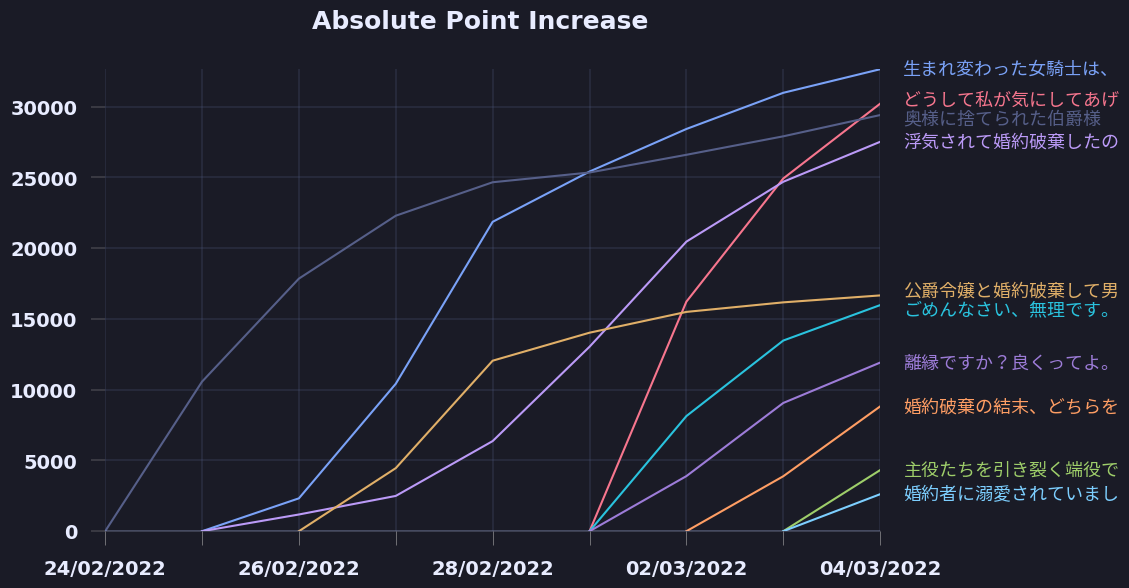 Absolute Point Increase
生まれ変わった女騎士は、
どうして私が気にしてあげ
奥様に捨てられた伯爵様
浮気されて婚約破棄したの
公爵令嬢と婚約破棄して男
ごめんなさい、無理です。
離縁ですか？良くってよ。
婚約破棄の結末、どちらを
主役たちを引き裂く端役で
婚約者に溺愛されていまし
30000
25000
20000
15000
10000
5000
0
24/02/2022 26/02/2022 28/02/2022 02/03/2022 04/03/2022